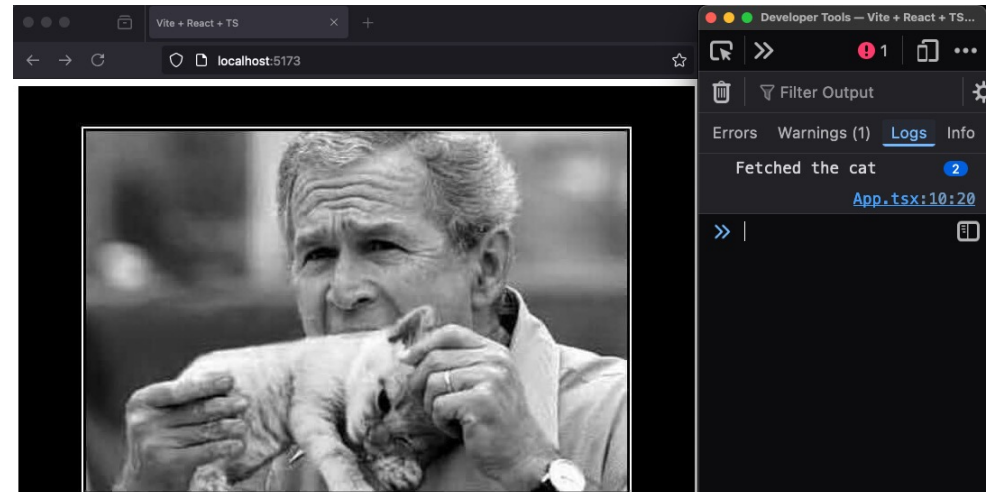 Vite + React + TS
localhost:5173
Developer Tools — Vite + React + TS...
1
Filter Output
Errors Warnings (1) Logs Info
Fetched the cat 2
App.tsx:10:20